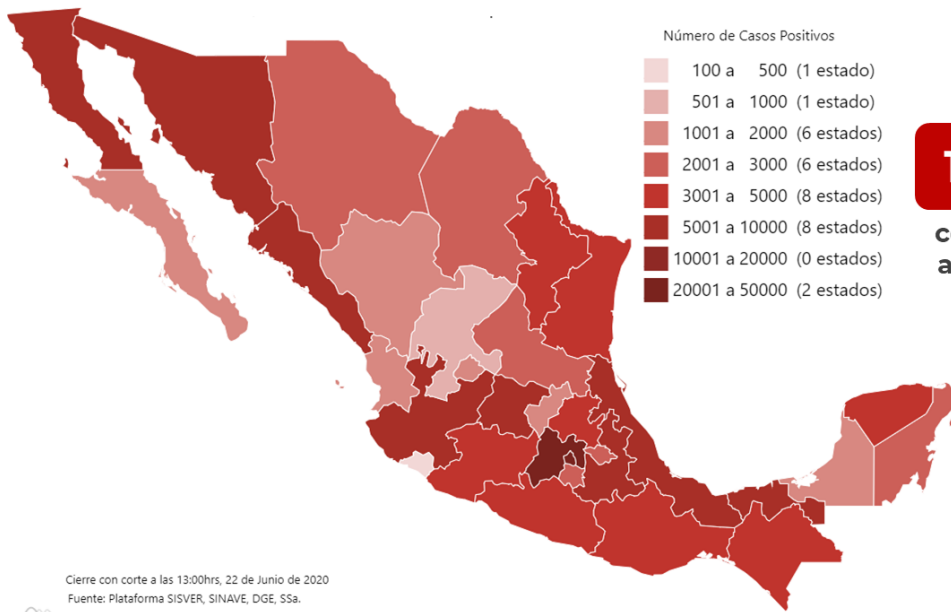 Número de Casos Positivos
100 a 500 (1 estado)
501 a 1000 (1 estado)
1001 a 2000 (6 estados)
2001 a 3000 (6 estados)
3001 a 5000 (8 estados)
5001 a 10000 (8 estados)
10001 a 20000 (0 estados)
20001 a 50000 (2 estados)
Cierre con corte a las 13:00hrs, 22 de Junio de 2020
Fuente: Plataforma SISVER, SINAVE, DGE, SSa.